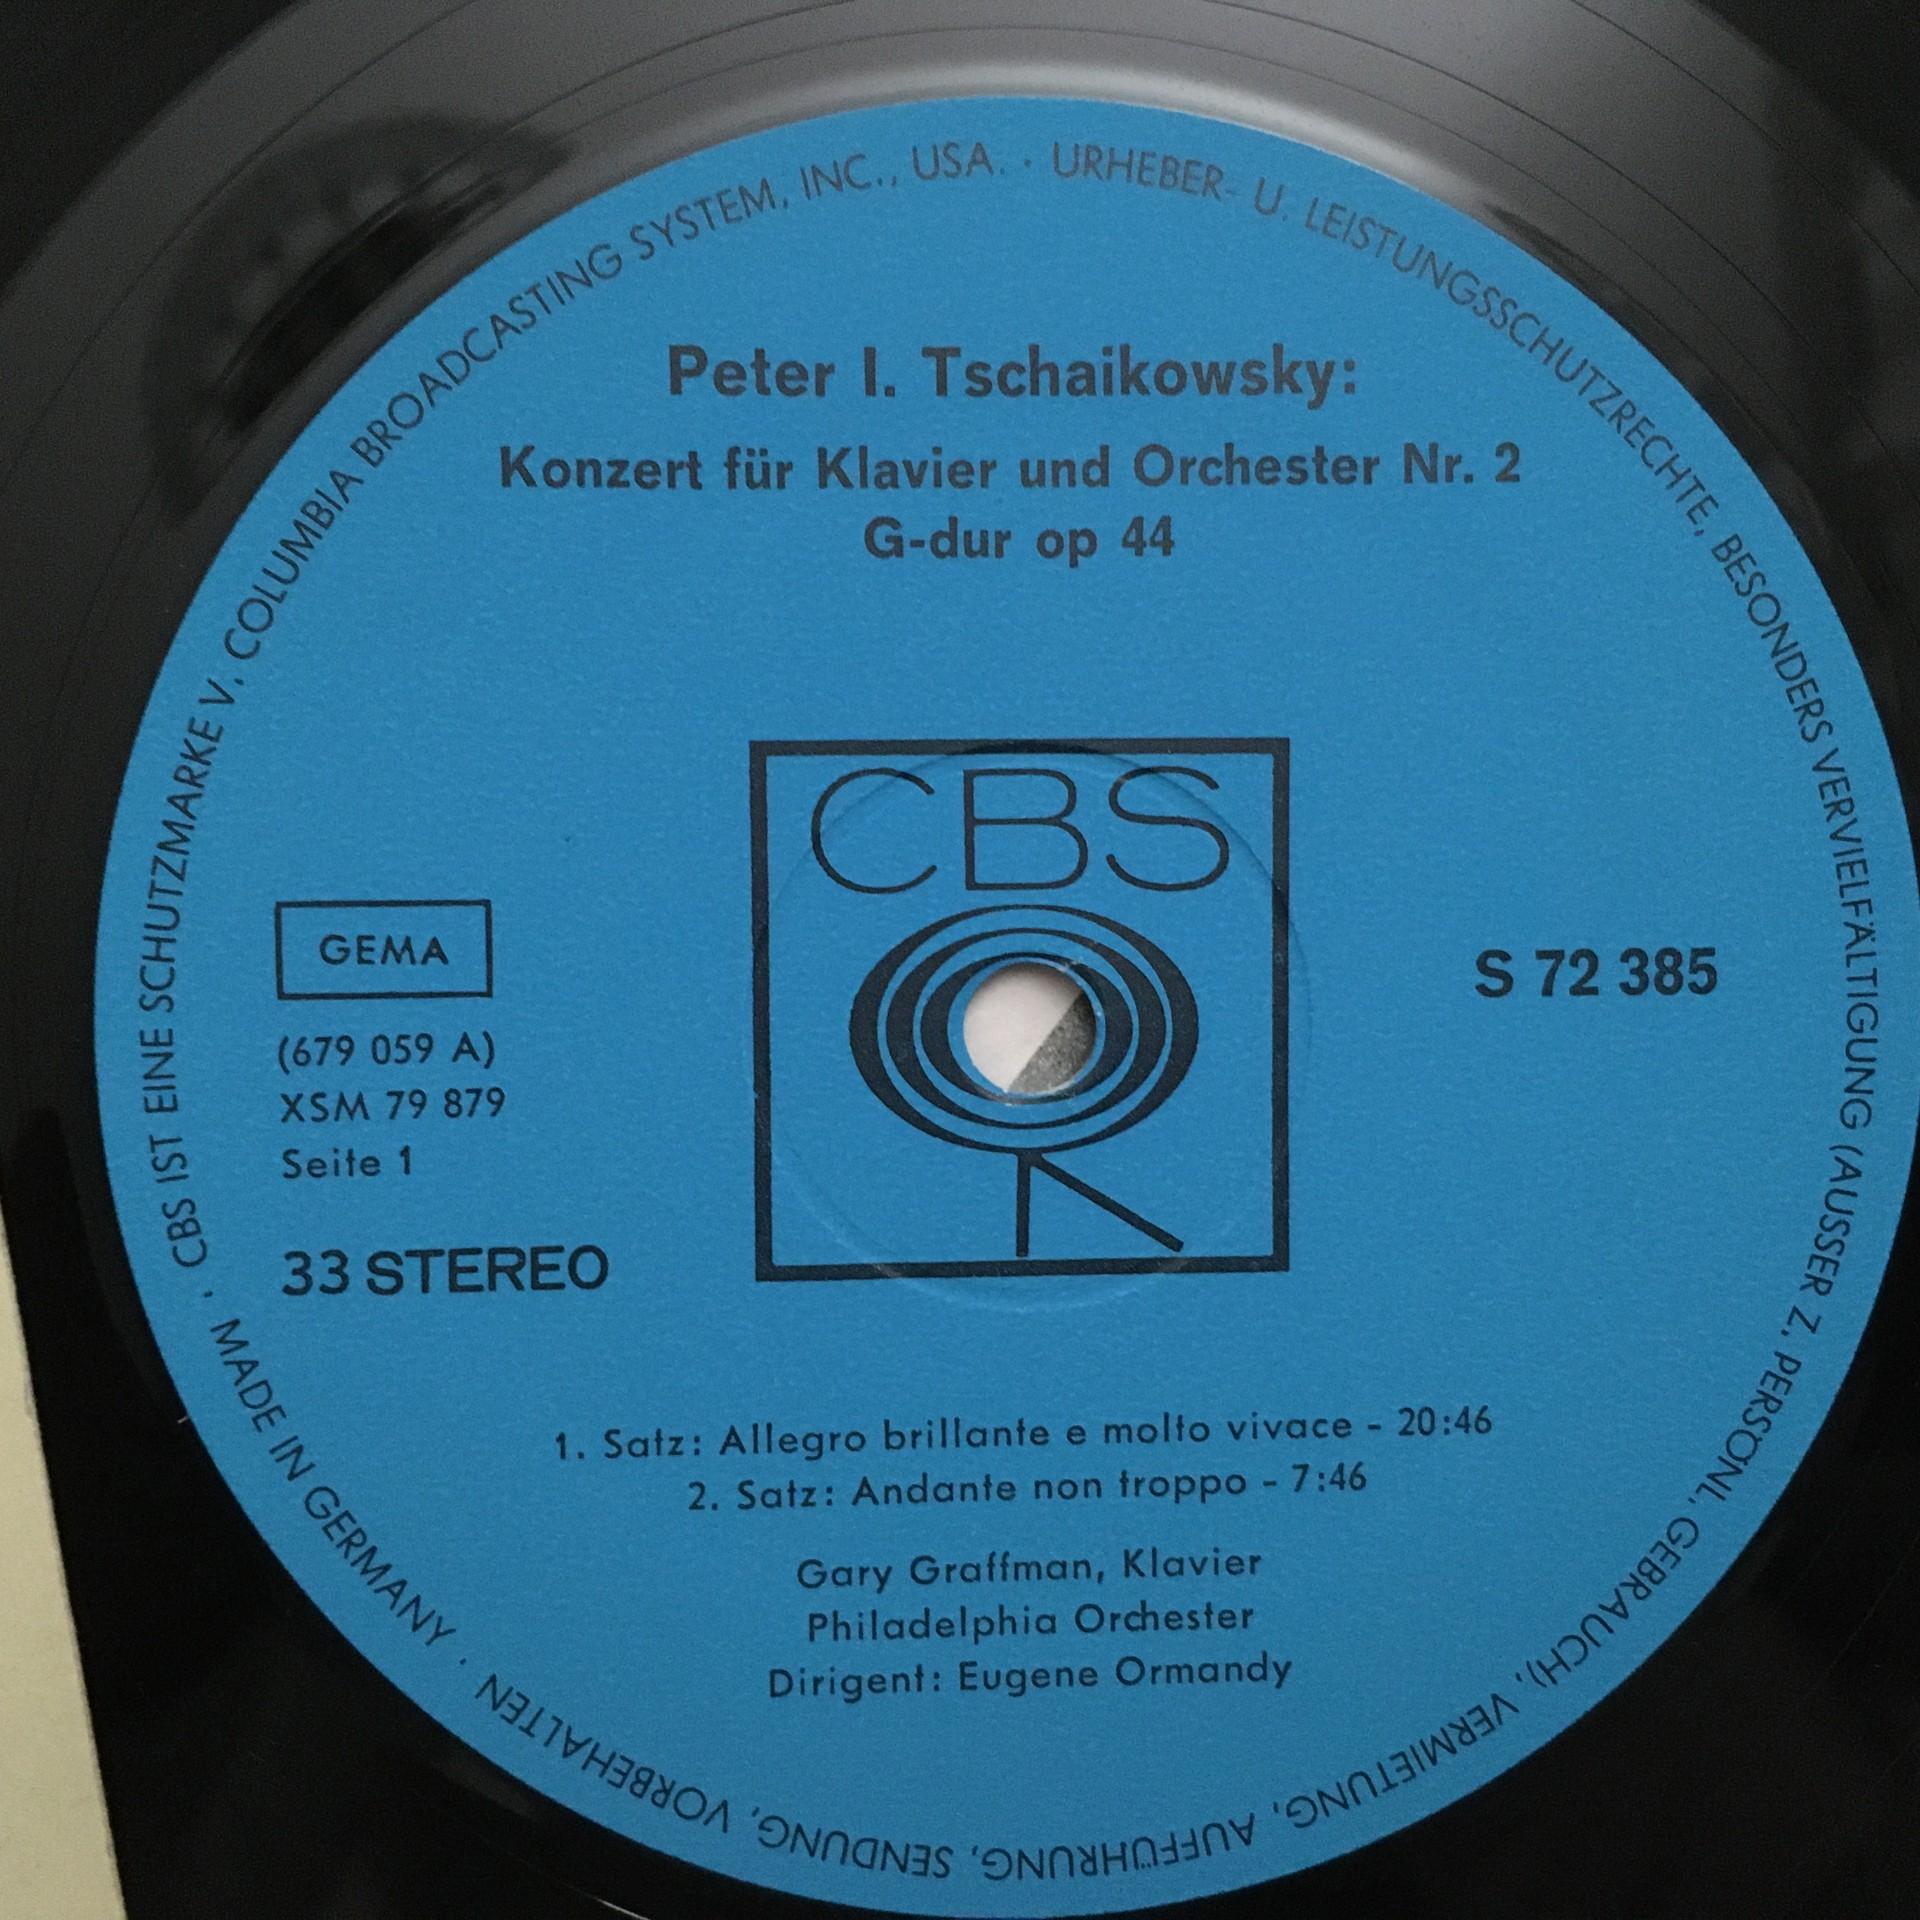 Peter I. Tschaikowsky:
Konzert für Klavier und Orchester Nr. 2
G-dur op 44
CBS
GEMA
(679 059 A)
XSM 79 879
Seite 1
33 STEREO
S 72 385
1. Satz: Allegro brillante e molto vivace - 20:46
2. Satz: Andante non troppo - 7:46
Gary Graffman, Klavier
Philadelphia Orchester
Dirigent: Eugene Ormandy
· CBS IST EINE SCHUTZMARKE V. COLUMBIA BROADCASTING SYSTEM, INC., USA. · URHEBER- U. LEISTUNGSSCHUTZRECHTE, BESONDERS VERVIELFÄLTIGUNG (AUSSER Z. PERSÖNL. GEBRAUCH), VERMIETUNG, AUFFÜHRUNG, SENDUNG, VORBEHALTEN · MADE IN GERMANY